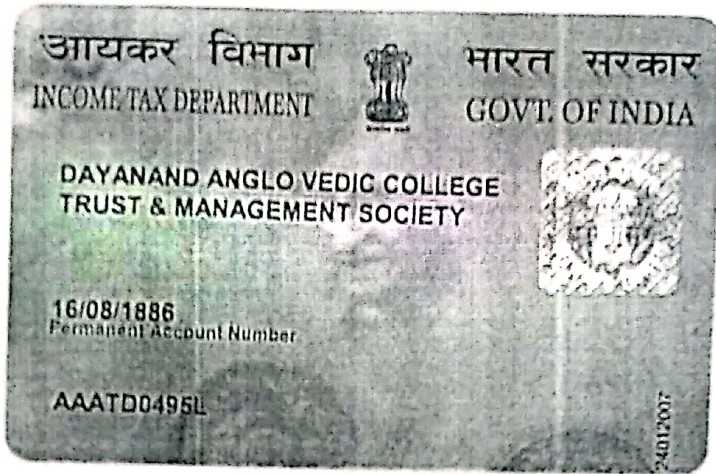 आयकर विभाग
INCOME TAX DEPARTMENT
भारत सरकार
GOVT. OF INDIA
DAYANAND ANGLO VEDIC COLLEGE
TRUST & MANAGEMENT SOCIETY
16/08/1886
Permanent Account Number
AAATD0495L
24012007